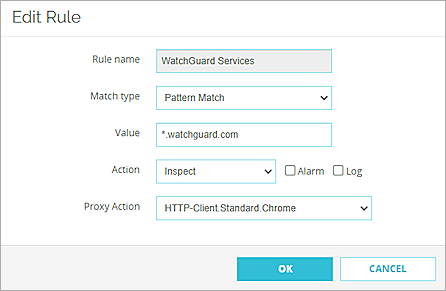 Edit Rule
Rule name WatchGuard Services
Match type Pattern Match
Value *.watchguard.com
Action Inspect Alarm Log
Proxy Action HTTP-Client.Standard.Chrome
OK CANCEL